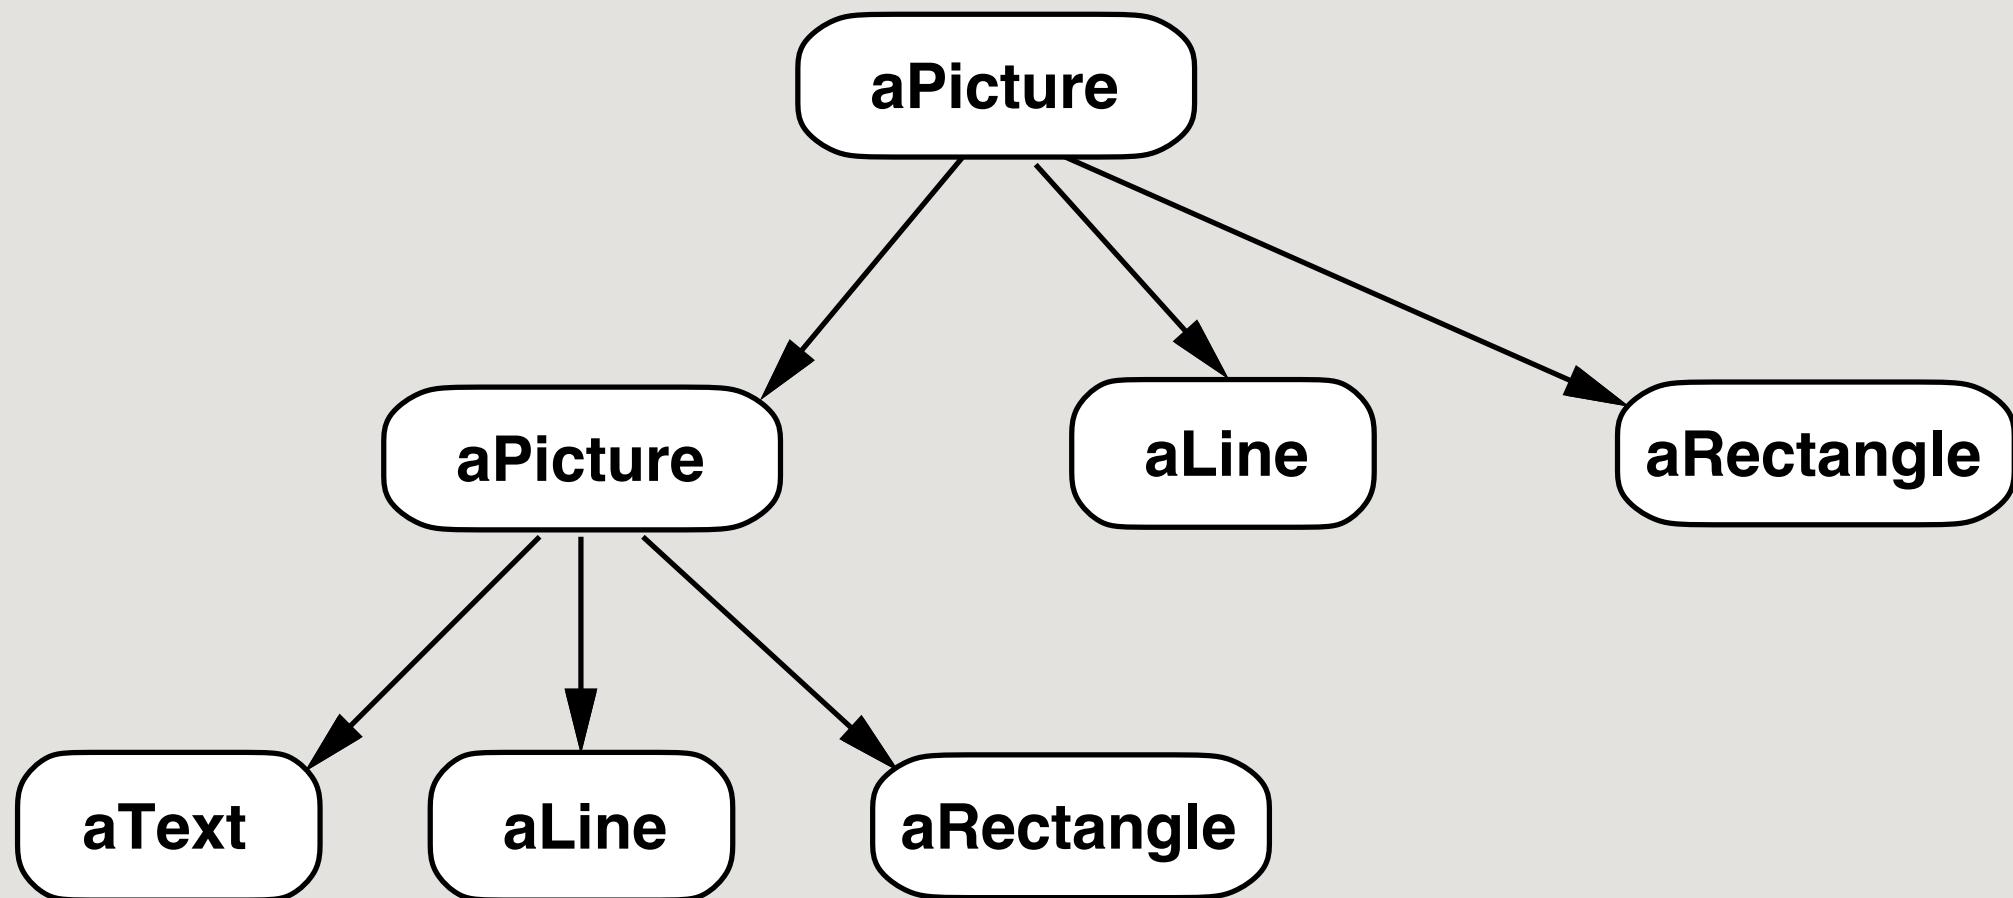 aPicture
aPicture
aLine
aRectangle
aText
aLine
aRectangle